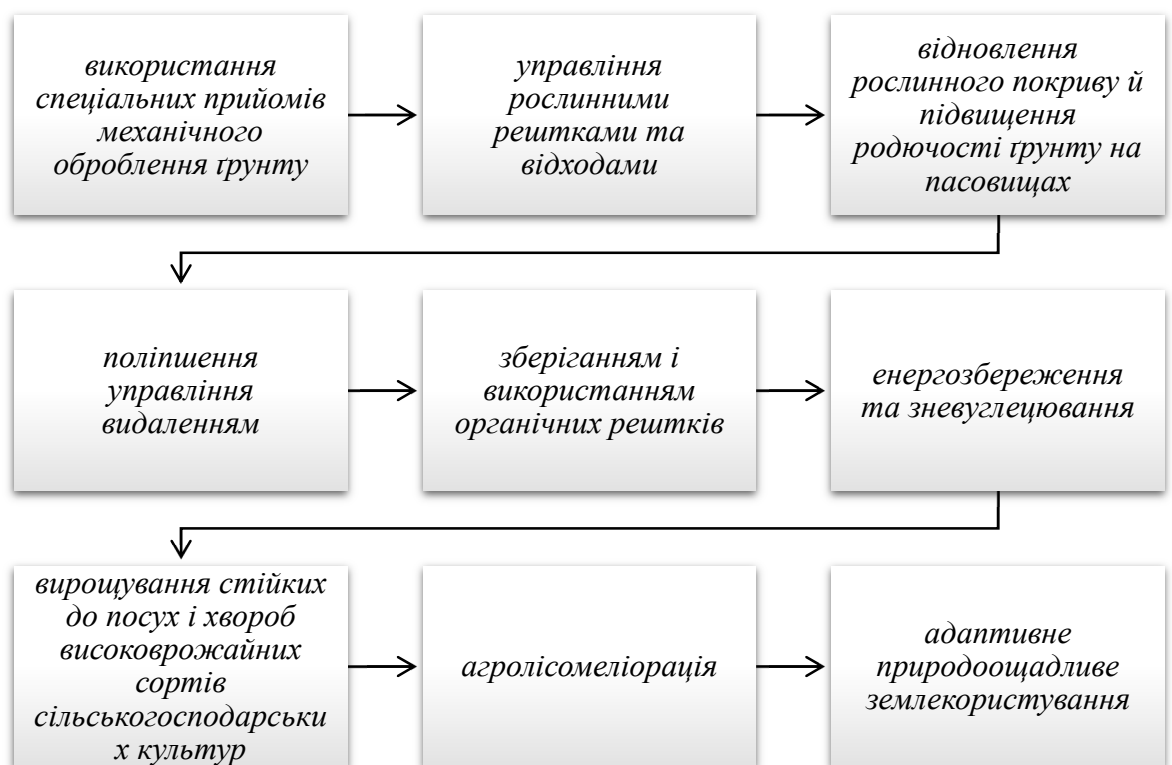 використання
спеціальних прийомів
механічного
оброблення ґрунту
управління
рослинними
рештками та
відходами
відновлення
рослинного покриву й
підвищення
родючості ґрунту на
пасовищах
поліпшення
управління
видаленням
зберіганням і
використанням
органічних рештків
енергозбереження
та зневуглецювання
вирощування стійких
до посух і хвороб
високоврожайних
сортів
сільськогосподарськи
х культур
агролісомеліорація
адаптивне
природоощадливе
землекористування